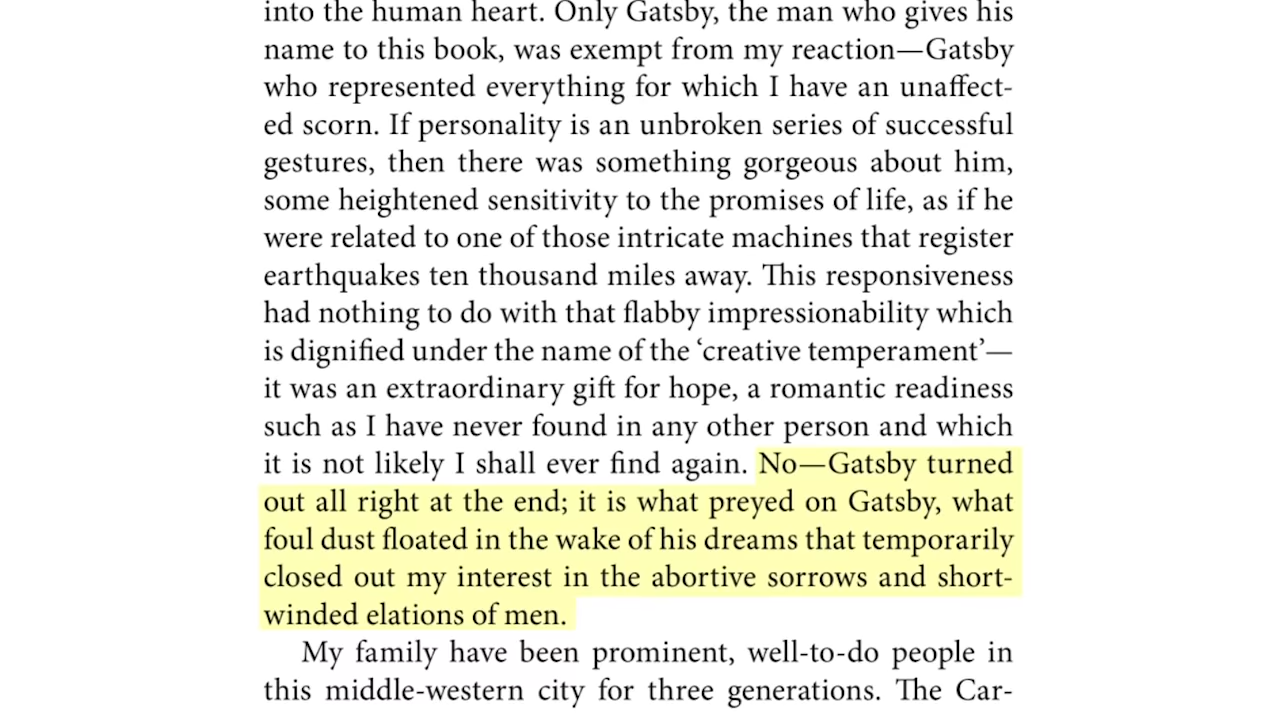 into the human heart. Only Gatsby, the man who gives his
name to this book, was exempt from my reaction—Gatsby
who represented everything for which I have an unaffect-
ed scorn. If personality is an unbroken series of successful
gestures, then there was something gorgeous about him,
some heightened sensitivity to the promises of life, as if he
were related to one of those intricate machines that register
earthquakes ten thousand miles away. This responsiveness
had nothing to do with that flabby impressionability which
is dignified under the name of the ‘creative temperament’—
it was an extraordinary gift for hope, a romantic readiness
such as I have never found in any other person and which
it is not likely I shall ever find again. No—Gatsby turned
out all right at the end; it is what preyed on Gatsby, what
foul dust floated in the wake of his dreams that temporarily
closed out my interest in the abortive sorrows and short-
winded elations of men.
My family have been prominent, well-to-do people in
this middle-western city for three generations. The Car-